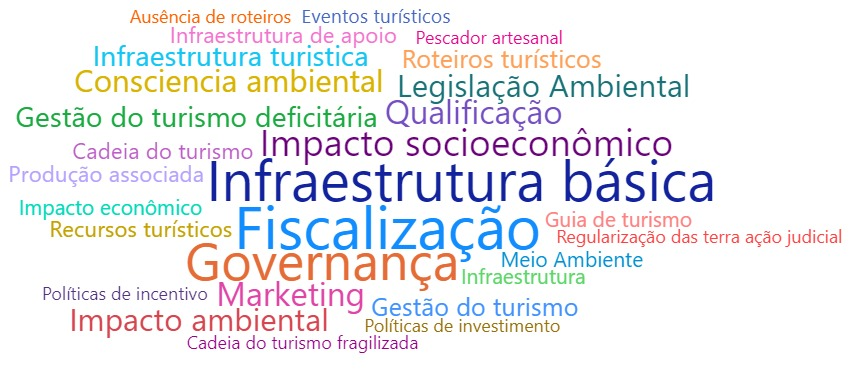 Ausência de roteiros
Eventos turísticos
Infraestrutura de apoio
Pescador artesanal
Infraestrutura turistica
Roteiros turísticos
Consciencia ambiental
Legislação Ambiental
Gestão do turismo deficitária
Qualificação
Cadeia do turismo
Impacto socioeconômico
Produção associada
Infraestrutura básica
Impacto econômico
Fiscalização
Guia de turismo
Recursos turísticos
Regularização das terra ação judicial
Governança
Meio Ambiente
Infraestrutura
Políticas de incentivo
Marketing
Gestão do turismo
Impacto ambiental
Políticas de investimento
Cadeia do turismo fragilizada